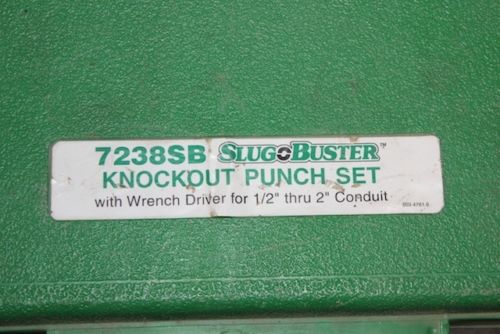 7238SB SLUG BUSTER™
KNOCKOUT PUNCH SET
with Wrench Driver for 1/2" thru 2" Conduit